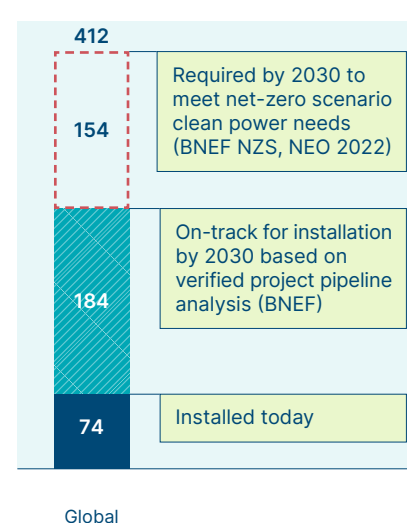 412
154
Required by 2030 to
meet net-zero scenario
clean power needs
(BNEF NZS, NEO 2022)
184
On-track for installation
by 2030 based on
verified project pipeline
analysis (BNEF)
74
Installed today
Global